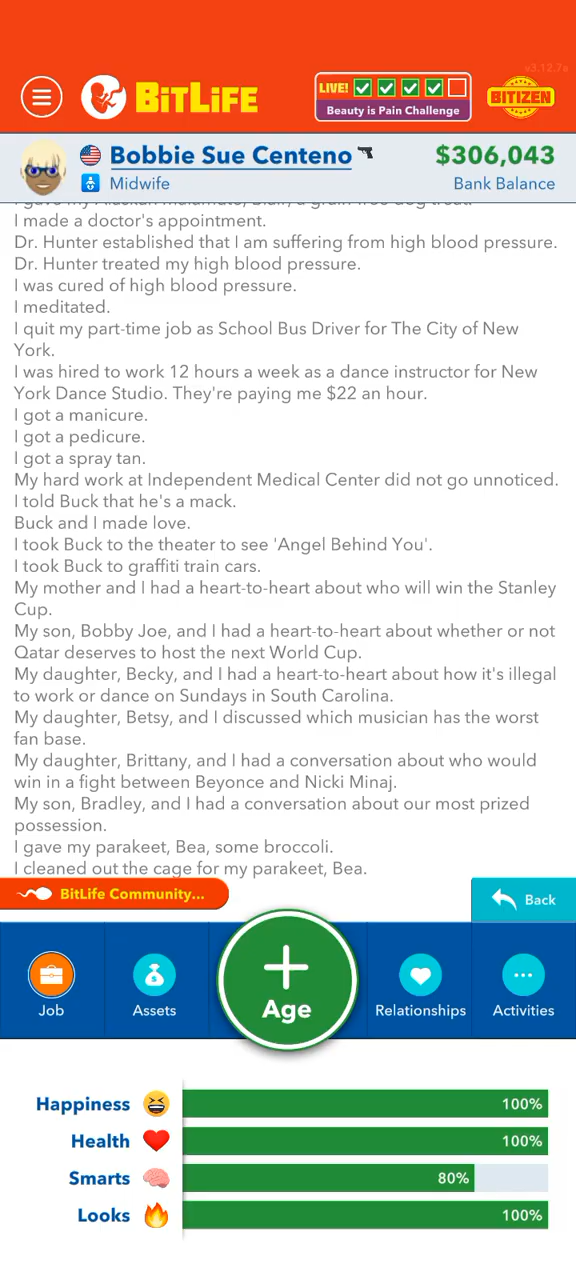 v3.12.7a
LIVE!
BITLIFE
Beauty is Pain Challenge
BITIZEN
Bobbie Sue Centeno
$306,043
Midwife
Bank Balance
I gave my Alaskan Malamute, Blair, a grain-free dog treat.
I made a doctor's appointment.
Dr. Hunter established that I am suffering from high blood pressure.
Dr. Hunter treated my high blood pressure.
I was cured of high blood pressure.
I meditated.
I quit my part-time job as School Bus Driver for The City of New
York.
I was hired to work 12 hours a week as a dance instructor for New
York Dance Studio. They're paying me $22 an hour.
I got a manicure.
I got a pedicure.
I got a spray tan.
My hard work at Independent Medical Center did not go unnoticed.
I told Buck that he's a mack.
Buck and I made love.
I took Buck to the theater to see 'Angel Behind You'.
I took Buck to graffiti train cars.
My mother and I had a heart-to-heart about who will win the Stanley
Cup.
My son, Bobby Joe, and I had a heart-to-heart about whether or not
Qatar deserves to host the next World Cup.
My daughter, Becky, and I had a heart-to-heart about how it's illegal
to work or dance on Sundays in South Carolina.
My daughter, Betsy, and I discussed which musician has the worst
fan base.
My daughter, Brittany, and I had a conversation about who would
win in a fight between Beyonce and Nicki Minaj.
My son, Bradley, and I had a conversation about our most prized
possession.
I gave my parakeet, Bea, some broccoli.
I cleaned out the cage for my parakeet, Bea.
BitLife Community...
Back
Job
Assets
Age
Relationships
Activities
Happiness
100%
Health
100%
Smarts
80%
Looks
100%